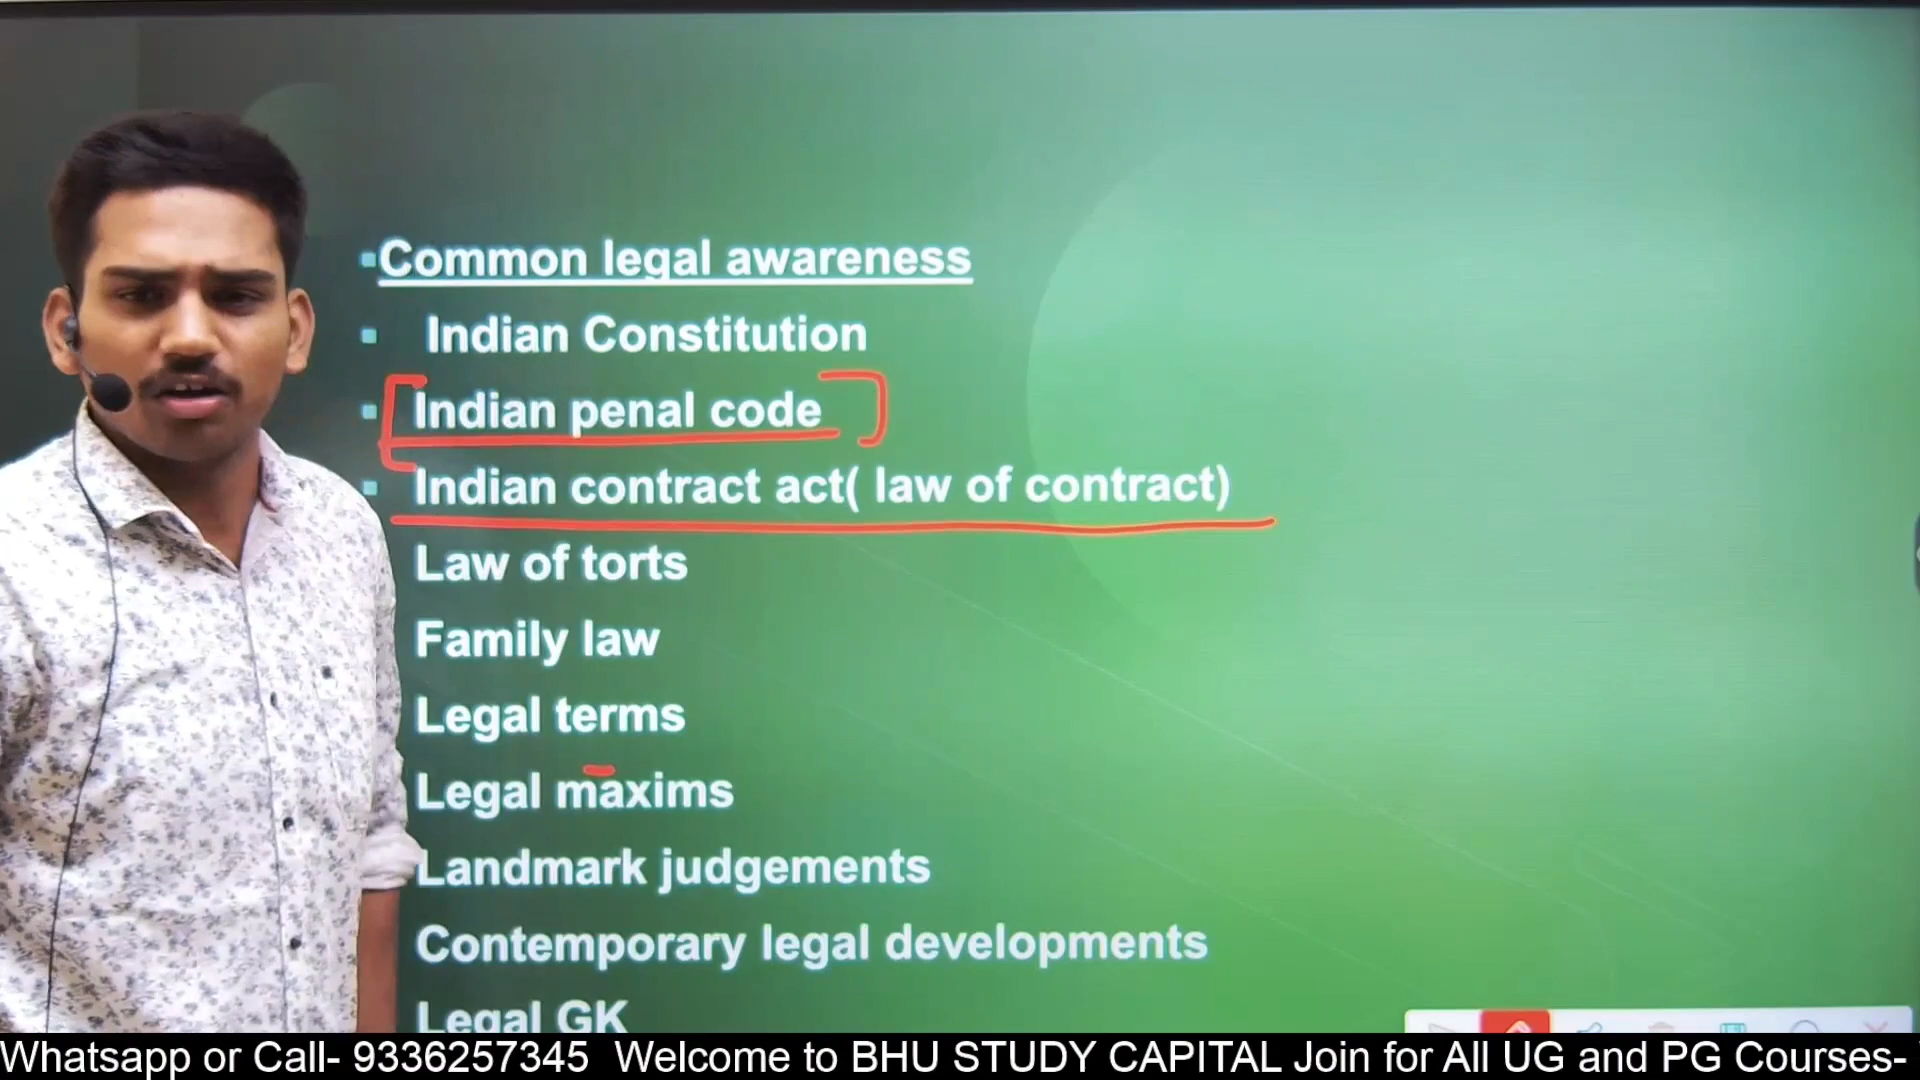 Common legal awareness
Indian Constitution
Indian penal code
Indian contract act( law of contract)
Law of torts
Family law
Legal terms
Legal maxims
Landmark judgements
Contemporary legal developments
Legal GK
Whatsapp or Call- 9336257345 Welcome to BHU STUDY CAPITAL Join for All UG and PG Courses-